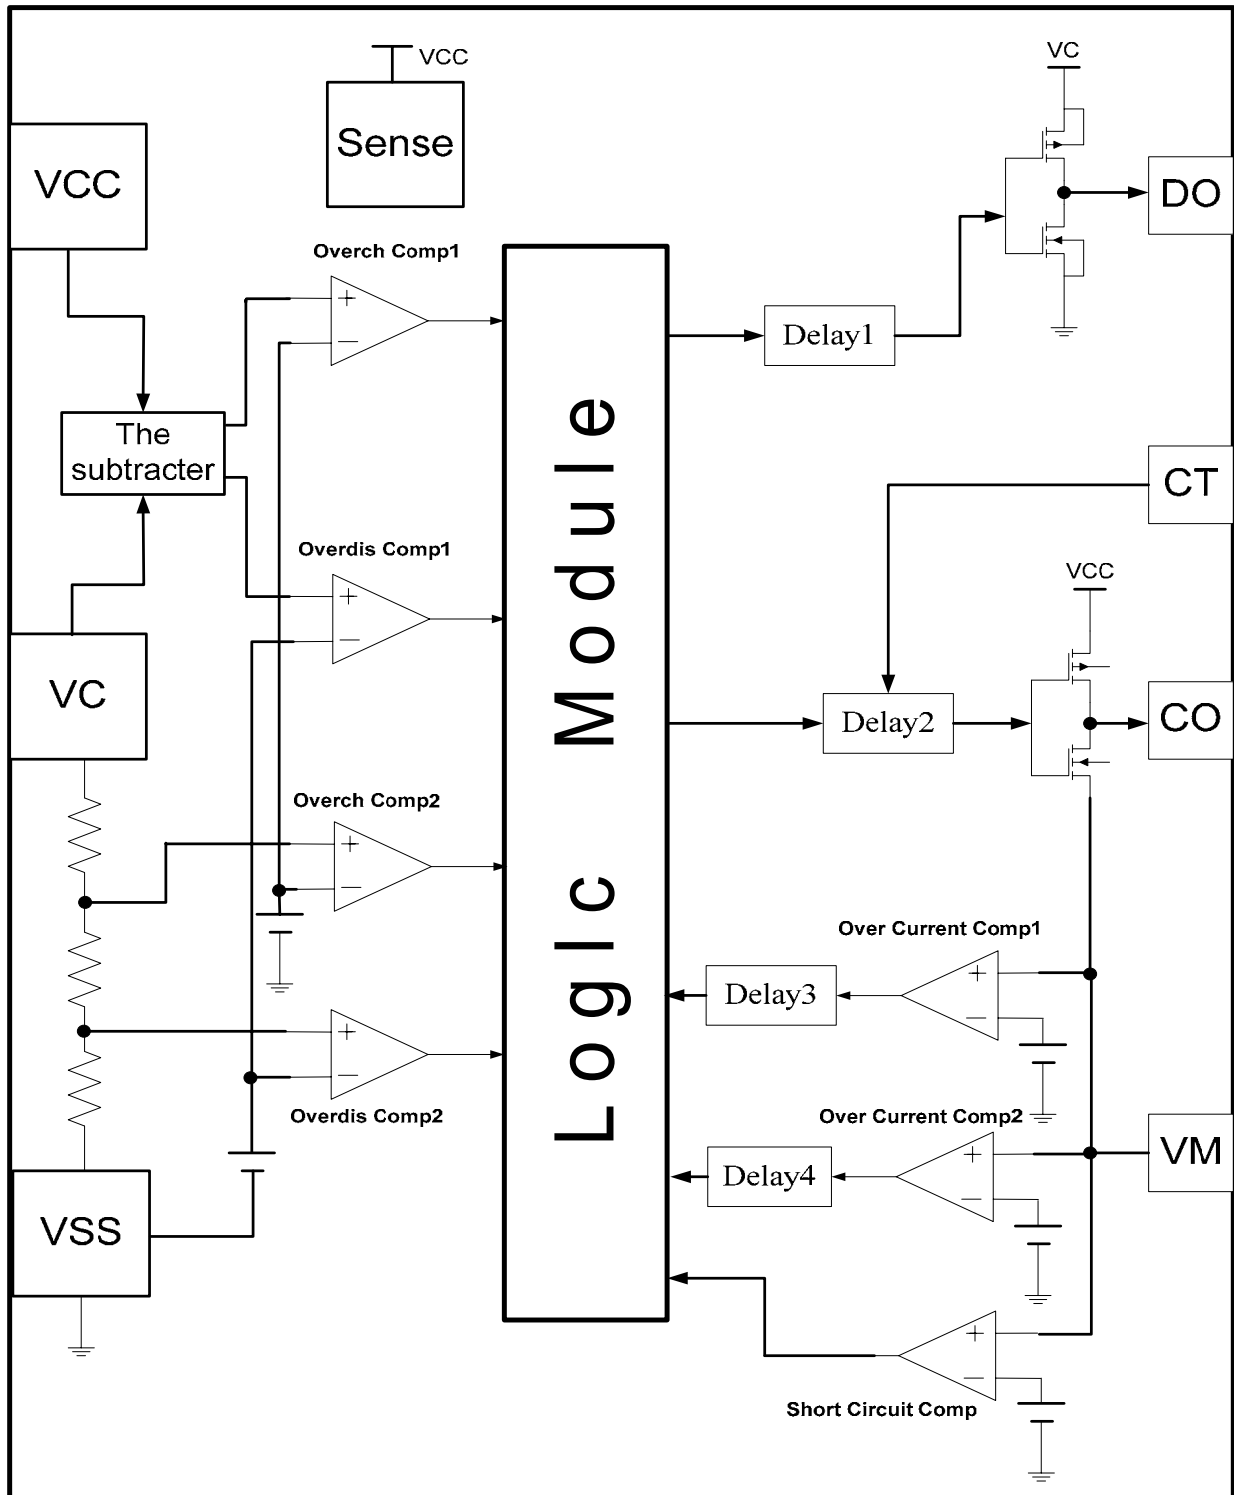 VC
VCC
Sense
VCC
DO
Overch Comp1
+
−
Delay1
The
subtracter
CT
Overdis Comp1
+
−
VCC
VC
Delay2
CO
Logic Module
Overch Comp2
+
−
Over Current Comp1
+
−
Delay3
+
−
Overdis Comp2
Over Current Comp2
+
−
Delay4
VM
VSS
+
−
Short Circuit Comp